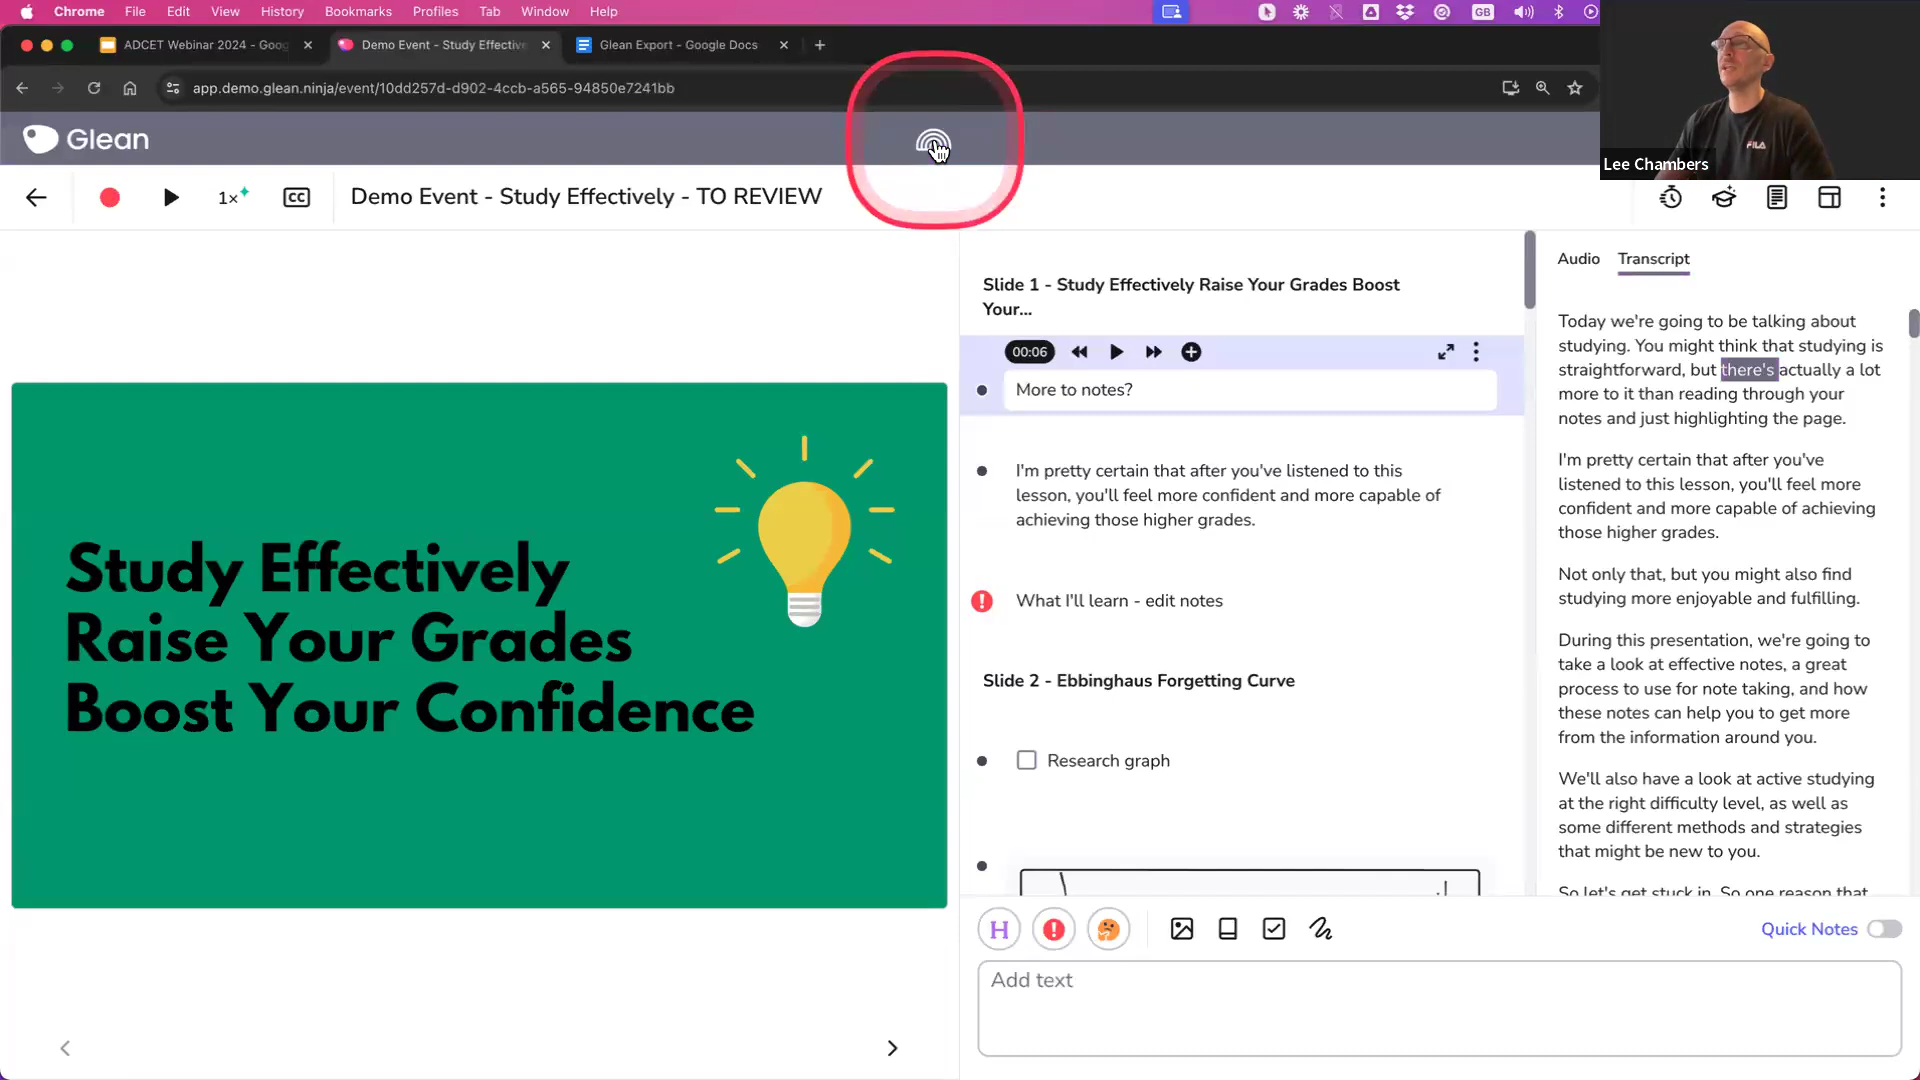 Chrome File Edit View History Bookmarks Profiles Tab Window Help
GB
ADCET Webinar 2024 - Goog
Demo Event - Study Effective
Glean Export - Google Docs
app.demo.glean.ninja/event/10dd257d-d902-4ccb-a565-94850e7241bb
FILA
Lee Chambers
Glean
1×
CC
Demo Event - Study Effectively - TO REVIEW
Study Effectively
Raise Your Grades
Boost Your Confidence
Slide 1 - Study Effectively Raise Your Grades Boost
Your...
00:06
More to notes?
I'm pretty certain that after you've listened to this
lesson, you'll feel more confident and more capable of
achieving those higher grades.
What I'll learn - edit notes
Slide 2 - Ebbinghaus Forgetting Curve
Research graph
H
Quick Notes
Add text
Audio Transcript
Today we're going to be talking about
studying. You might think that studying is
straightforward, but there's actually a lot
more to it than reading through your
notes and just highlighting the page.
I'm pretty certain that after you've
listened to this lesson, you'll feel more
confident and more capable of achieving
those higher grades.
Not only that, but you might also find
studying more enjoyable and fulfilling.
During this presentation, we're going to
take a look at effective notes, a great
process to use for note taking, and how
these notes can help you to get more
from the information around you.
We'll also have a look at active studying
at the right difficulty level, as well as
some different methods and strategies
that might be new to you.
So let's get stuck in. So one reason that